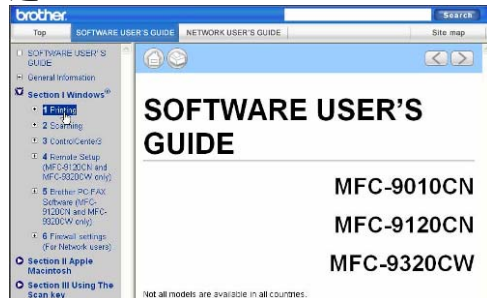 brother.
Search
Top
SOFTWARE USER'S GUIDE
NETWORK USER'S GUIDE
Site map
SOFTWARE USER'S
GUIDE
General Information
Section I Windows®
1 Printing
2 Scanning
3 ControlCenter3
4 Remote Setup
(MFC-9120CN and
MFC-9320CW only)
5 Brother PC-FAX
Software (MFC-
9120CN and MFC-
9320CW only)
6 Firewall settings
(For Network users)
Section II Apple
Macintosh
Section III Using The
Scan key
SOFTWARE USER'S
GUIDE
MFC-9010CN
MFC-9120CN
MFC-9320CW
Not all models are available in all countries.